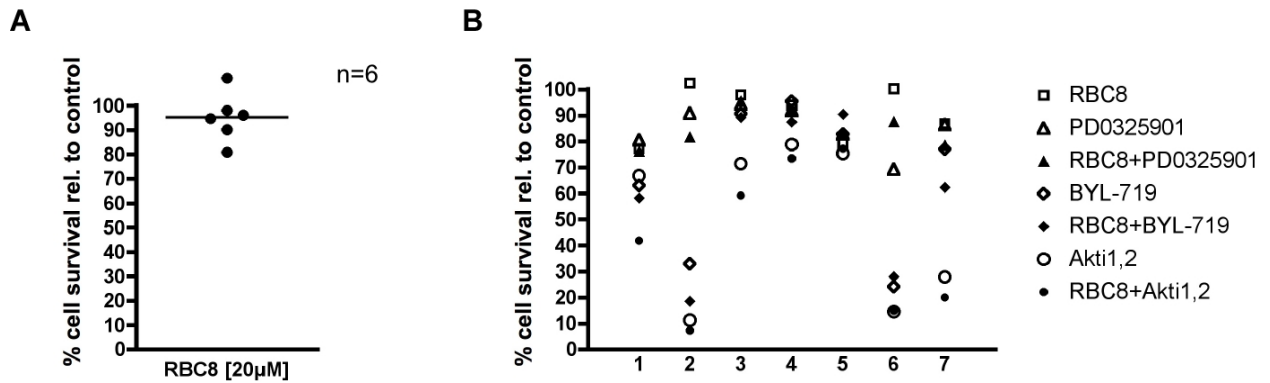 A
% cell survival rel. to control
100
90
80
70
60
50
40
30
20
10
0
n=6
RBC8 [20µM]
B
% cell survival rel. to control
100
90
80
70
60
50
40
30
20
10
0
1 2 3 4 5 6 7
RBC8
PD0325901
RBC8+PD0325901
BYL-719
RBC8+BYL-719
Akti1,2
RBC8+Akti1,2